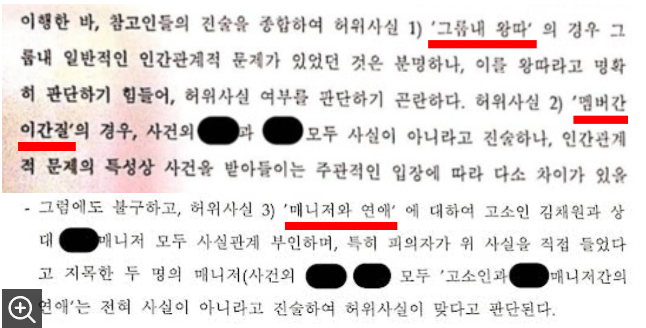 이행한 바, 참고인들의 진술을 종합하여 허위사실 1) '그룹내 왕따' 의 경우 그
룹내 일반적인 인간관계적 문제가 있었던 것은 분명하나, 이를 왕따라고 명확
히 판단하기 힘들어, 허위사실 여부를 판단하기 곤란하다. 허위사실 2) '멤버간
이간질'의 경우, 사건외 과 모두 사실이 아니라고 진술하나, 인간관계
적 문제의 특성상 사건을 받아들이는 주관적인 입장에 따라 다소 차이가 있을
- 그럼에도 불구하고, 허위사실 3) '매니저와 연애' 에 대하여 고소인 김채원과 상
대 매니저 모두 사실관계 부인하며, 특히 피의자가 위 사실을 직접 들었다
고 지목한 두 명의 매니저(사건외 모두 '고소인과 매니저간의
연애'는 전혀 사실이 아니라고 진술하여 허위사실이 맞다고 판단된다.